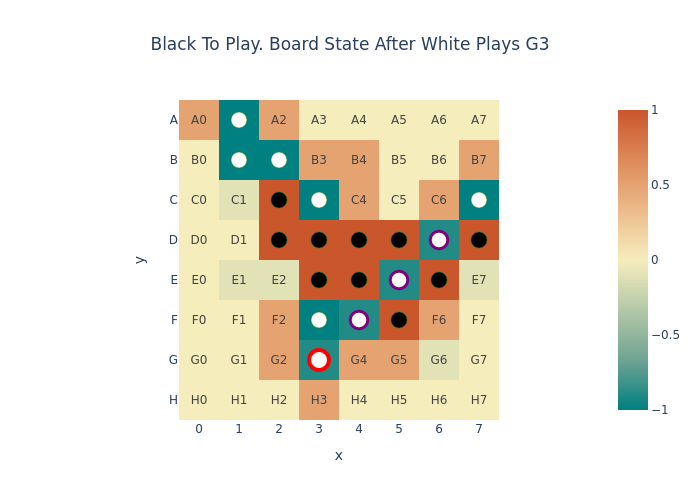 Black To Play. Board State After White Plays G3
A A0 A2 A3 A4 A5 A6 A7 1
B B0 B3 B4 B5 B6 B7
C C0 C1 C4 C5 C6 0.5
D D0 D1
y
E E0 E1 E2 E7 0
F F0 F1 F2 F6 F7 −0.5
G G0 G1 G2 G4 G5 G6 G7
H H0 H1 H2 H3 H4 H5 H6 H7 −1
0 1 2 3 4 5 6 7
x